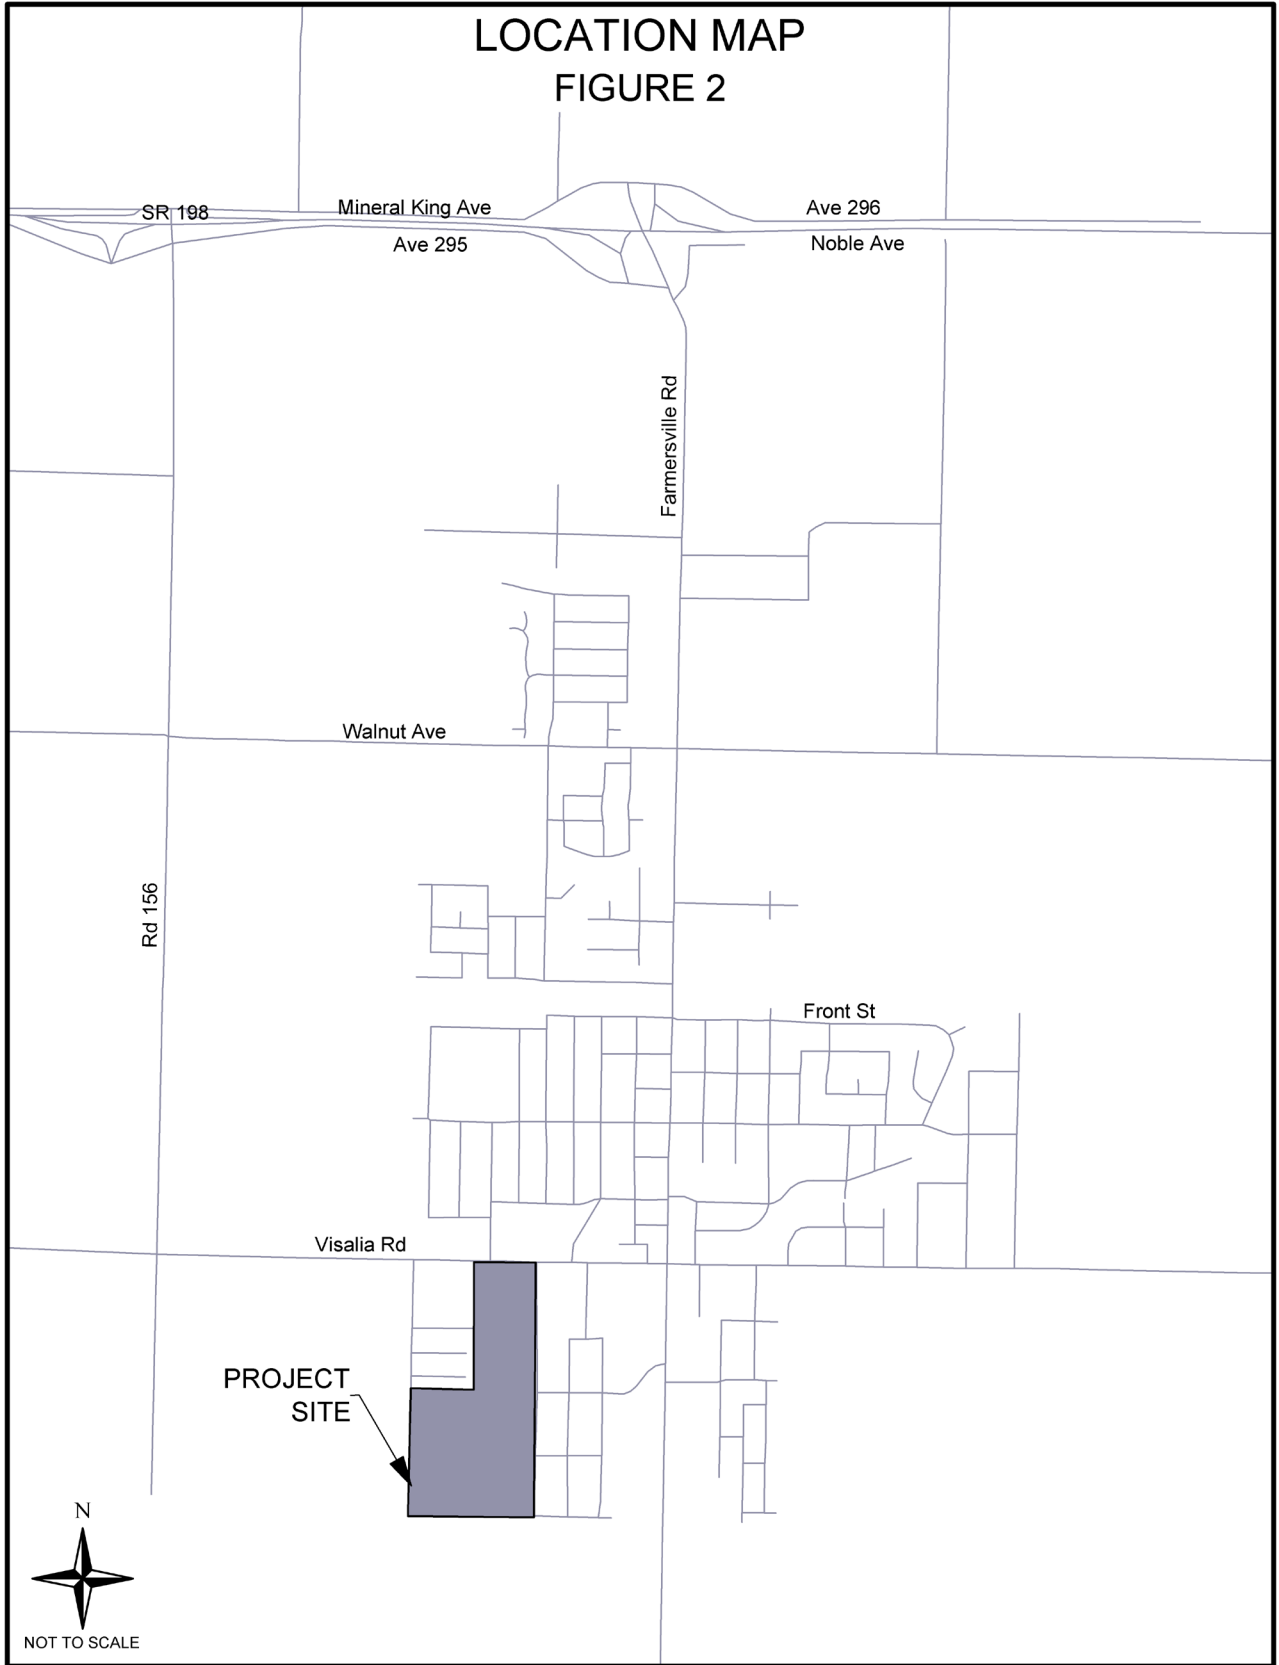 LOCATION MAP
FIGURE 2
SR 198
Mineral King Ave
Ave 296
Ave 295
Noble Ave
Farmersville Rd
Walnut Ave
Rd 156
Front St
Visalia Rd
PROJECT
SITE
N
NOT TO SCALE